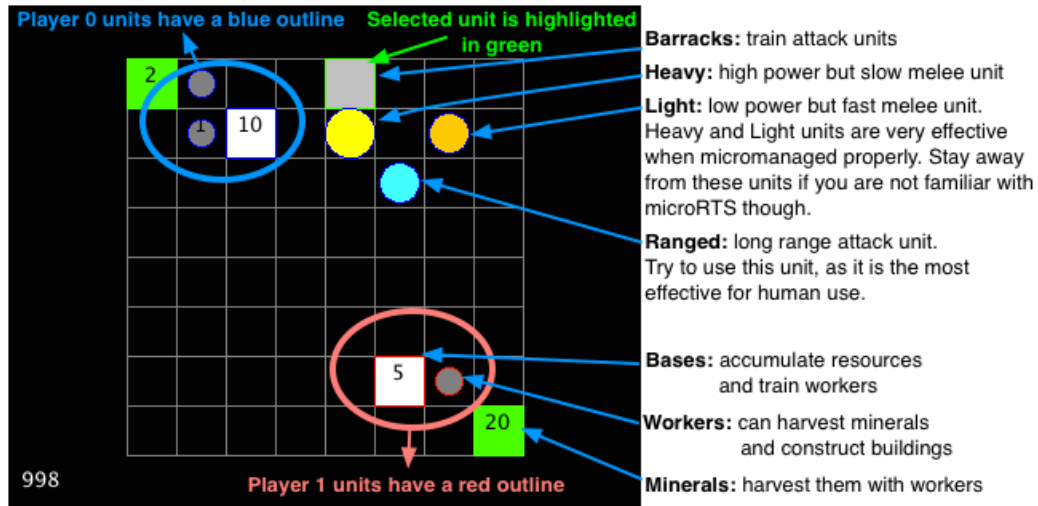 Player 0 units have a blue outline
Selected unit is highlighted
in green
2
1
10
5
20
998
Player 1 units have a red outline
Barracks: train attack units
Heavy: high power but slow melee unit
Light: low power but fast melee unit.
Heavy and Light units are very effective
when micromanaged properly. Stay away
from these units if you are not familiar with
microRTS though.
Ranged: long range attack unit.
Try to use this unit, as it is the most
effective for human use.
Bases: accumulate resources
and train workers
Workers: can harvest minerals
and construct buildings
Minerals: harvest them with workers